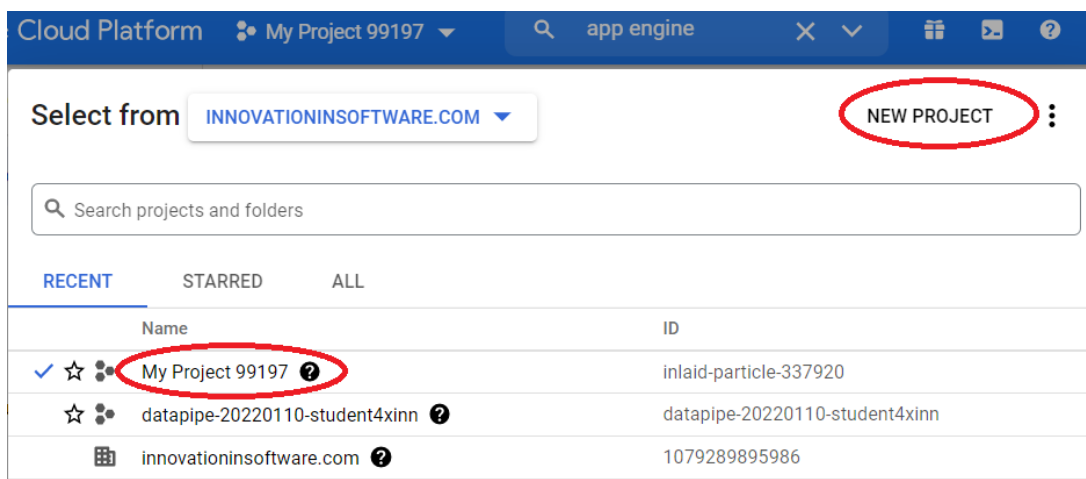 Cloud Platform My Project 99197 app engine
Select from INNOVATIONINSOFTWARE.COM NEW PROJECT
Search projects and folders
RECENT STARRED ALL
Name ID
My Project 99197 inlaid-particle-337920
datapipe-20220110-student4xinn datapipe-20220110-student4xinn
innovationinsoftware.com 1079289895986